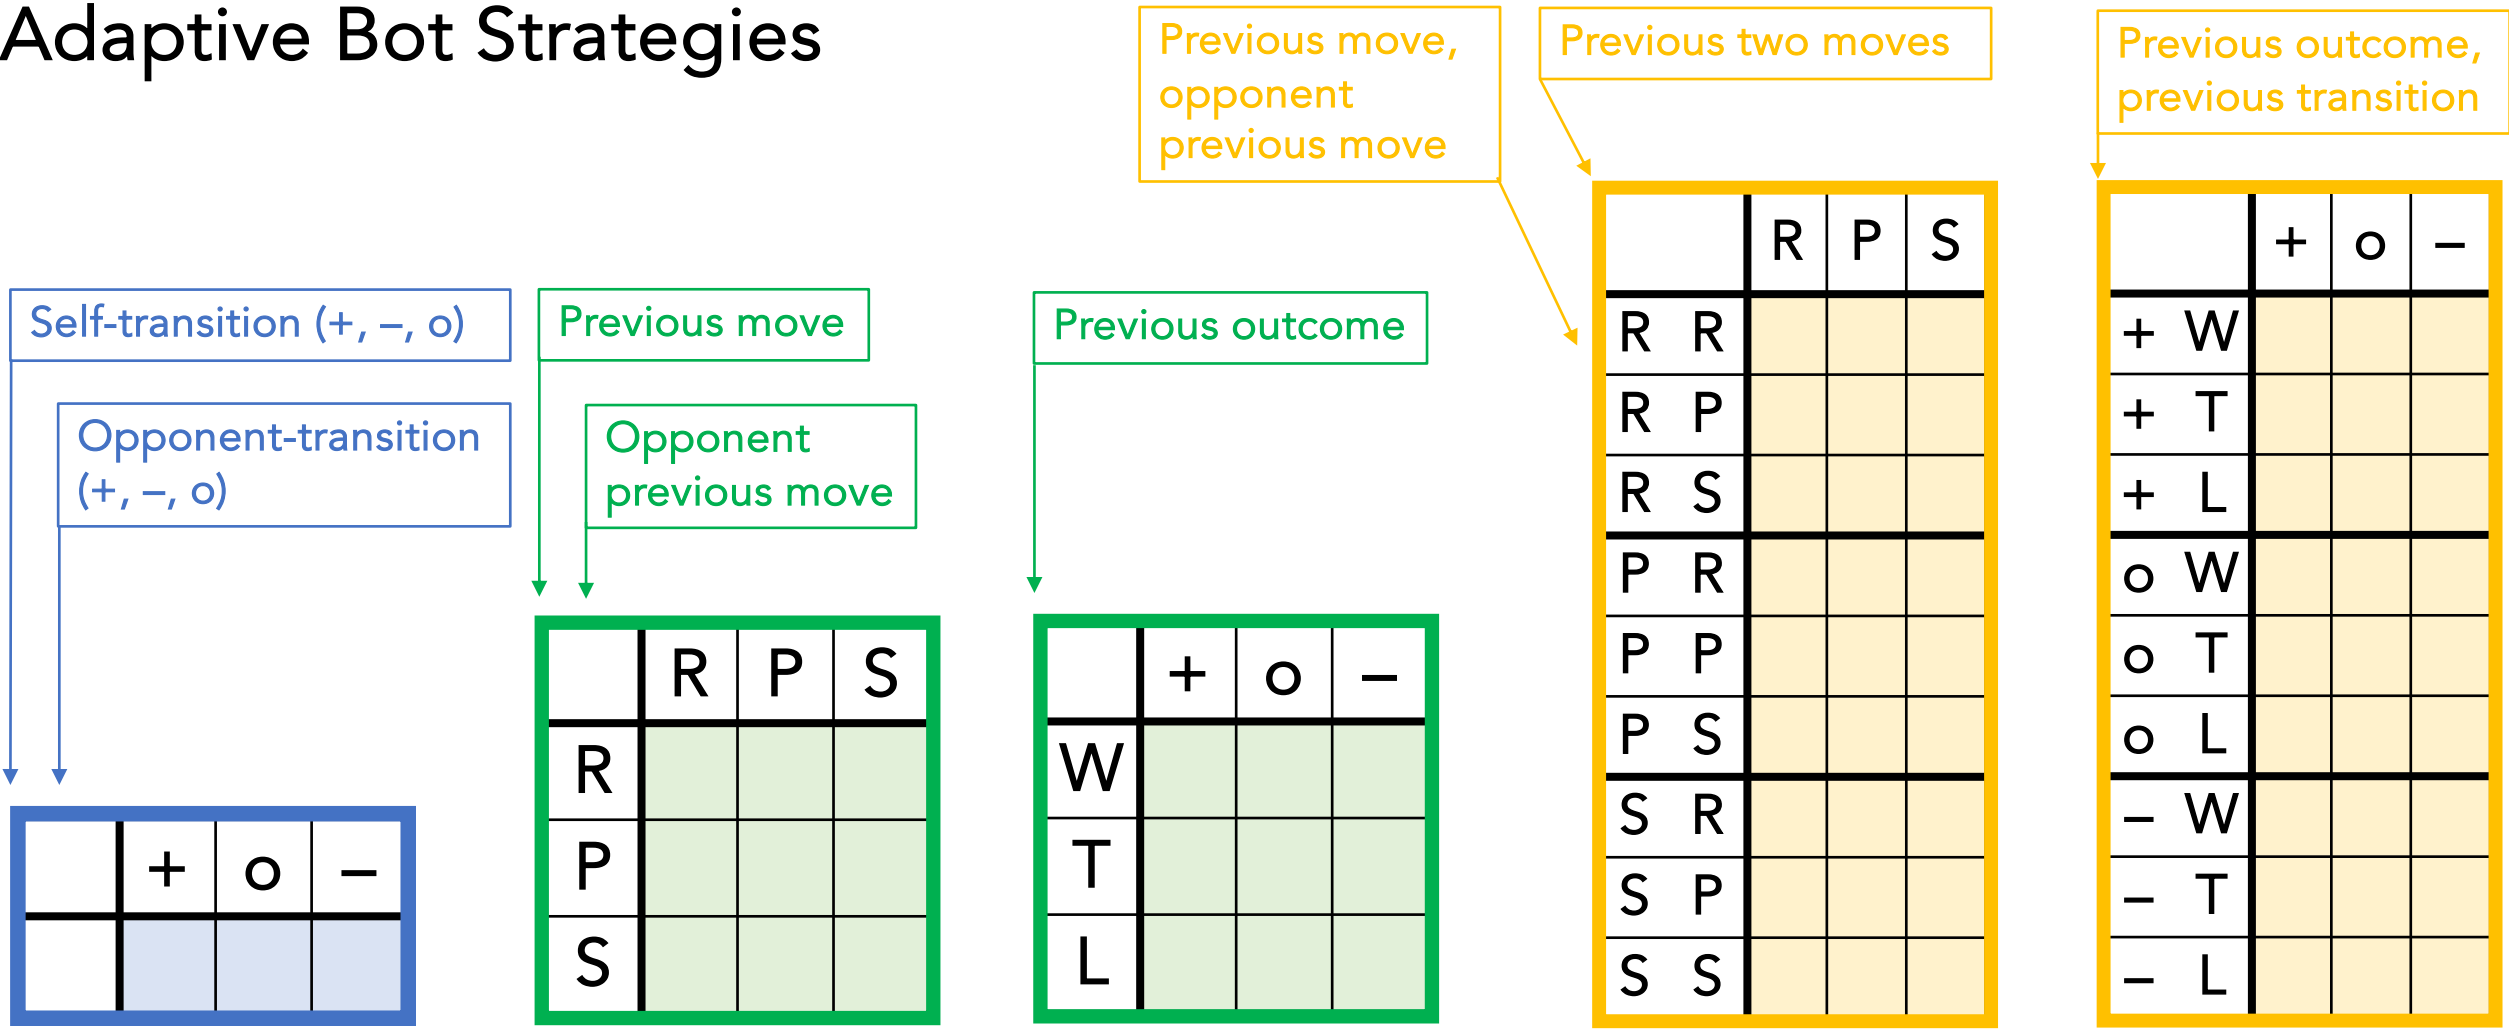 Adaptive Bot Strategies
Self-transition (+, –, o)
Opponent-transition
(+, –, o)
+ o –
Previous move
Opponent
previous move
R P S
R
P
S
Previous outcome
+ o –
W
T
L
Previous move,
opponent
previous move
Previous two moves
R P S
R R
R P
R S
P R
P P
P S
S R
S P
S S
Previous outcome,
previous transition
+ o –
+ W
+ T
+ L
o W
o T
o L
– W
– T
– L